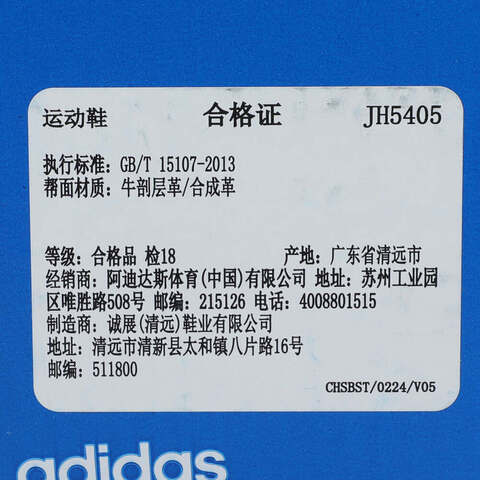 运动鞋 合格证 JH5405
执行标准: GB/T 15107-2013
帮面材质: 牛剖层革/合成革
等级: 合格品 检18 产地: 广东省清远市
经销商: 阿迪达斯体育(中国)有限公司 地址: 苏州工业园
区唯胜路508号 邮编: 215126 电话: 4008801515
制造商: 诚展(清远)鞋业有限公司
地址: 清远市清新县太和镇八片路16号
邮编: 511800
CHSBST/0224/V05
adidas